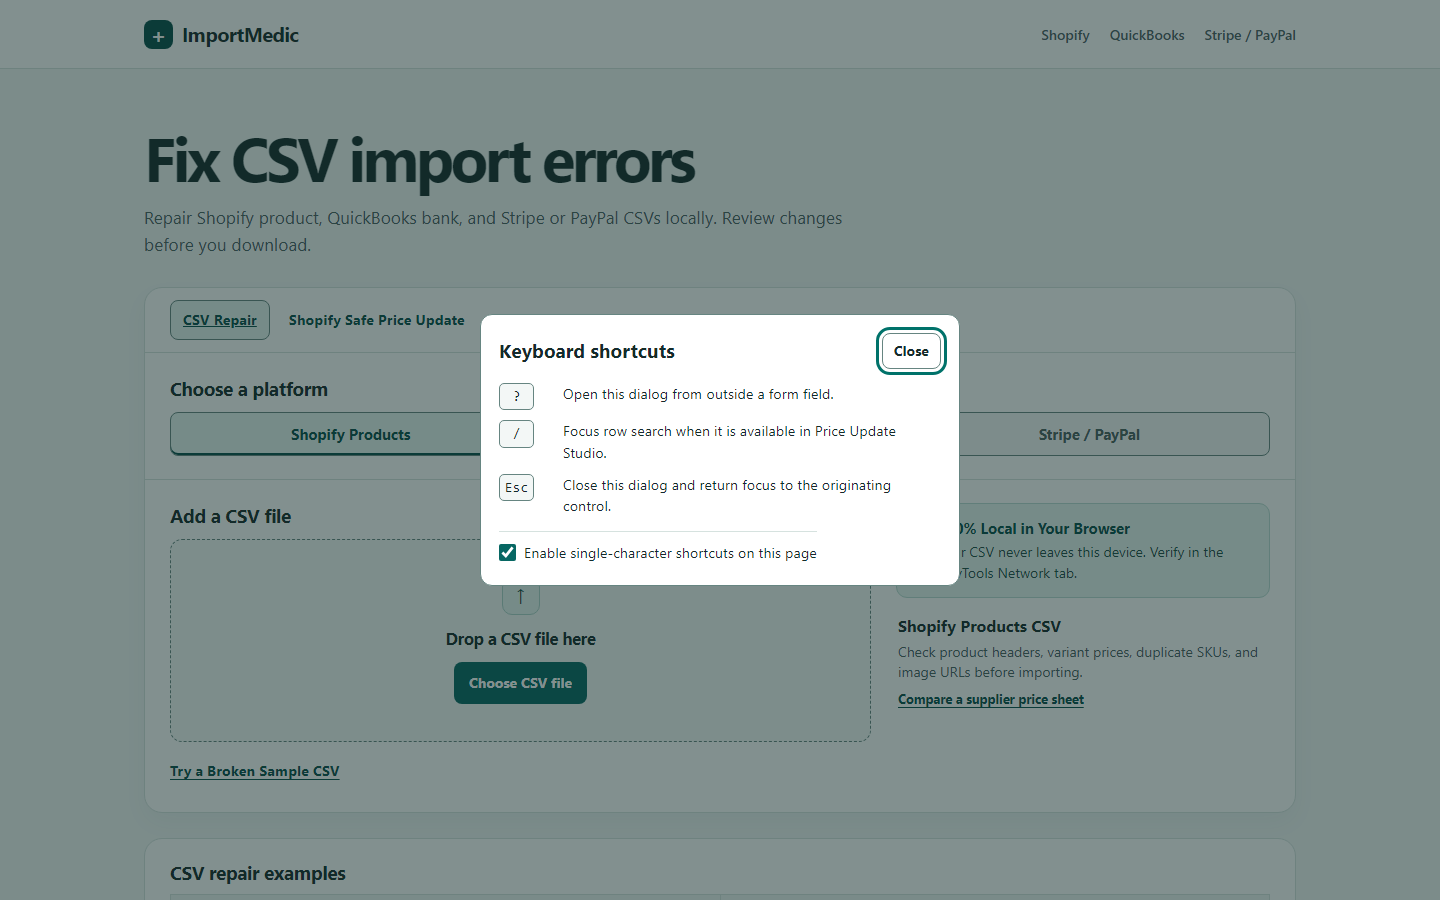 + ImportMedic
Shopify QuickBooks Stripe / PayPal
Fix CSV import errors
Repair Shopify product, QuickBooks bank, and Stripe or PayPal CSVs locally. Review changes
before you download.
CSV Repair Shopify Safe Price Update
Keyboard shortcuts
Close
? Open this dialog from outside a form field.
/ Focus row search when it is available in Price Update
Studio.
Esc Close this dialog and return focus to the originating
control.
Enable single-character shortcuts on this page
Choose a platform
Shopify Products
Stripe / PayPal
Add a CSV file
↑
Drop a CSV file here
Choose CSV file
Try a Broken Sample CSV
Local in Your Browser
CSV never leaves this device. Verify in the
Tools Network tab.
Shopify Products CSV
Check product headers, variant prices, duplicate SKUs, and
image URLs before importing.
Compare a supplier price sheet
CSV repair examples